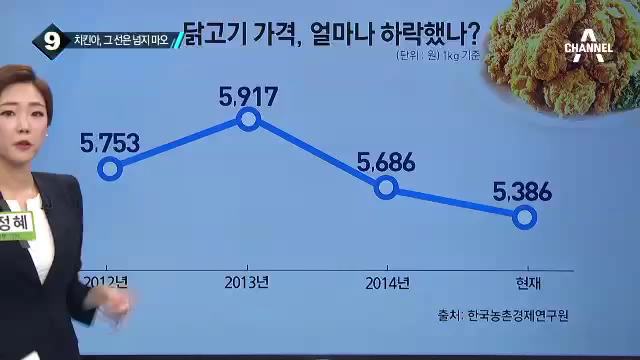 9 치킨아, 그 선은 넘지 마오
닭고기 가격, 얼마나 하락했나?
(단위 : 원) 1kg 기준
CHANNEL A
5,753
5,917
5,686
5,386
정혜
2012년
2013년
2014년
현재
출처 : 한국농촌경제연구원